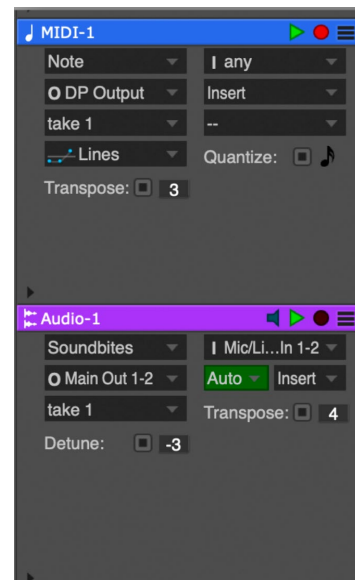 MIDI-1
Note I any
O DP Output Insert
take 1 --
Lines Quantize:
Transpose: 3
Audio-1
Soundbites I Mic/Li...In 1-2
O Main Out 1-2 Auto Insert
take 1 Transpose: 4
Detune: -3